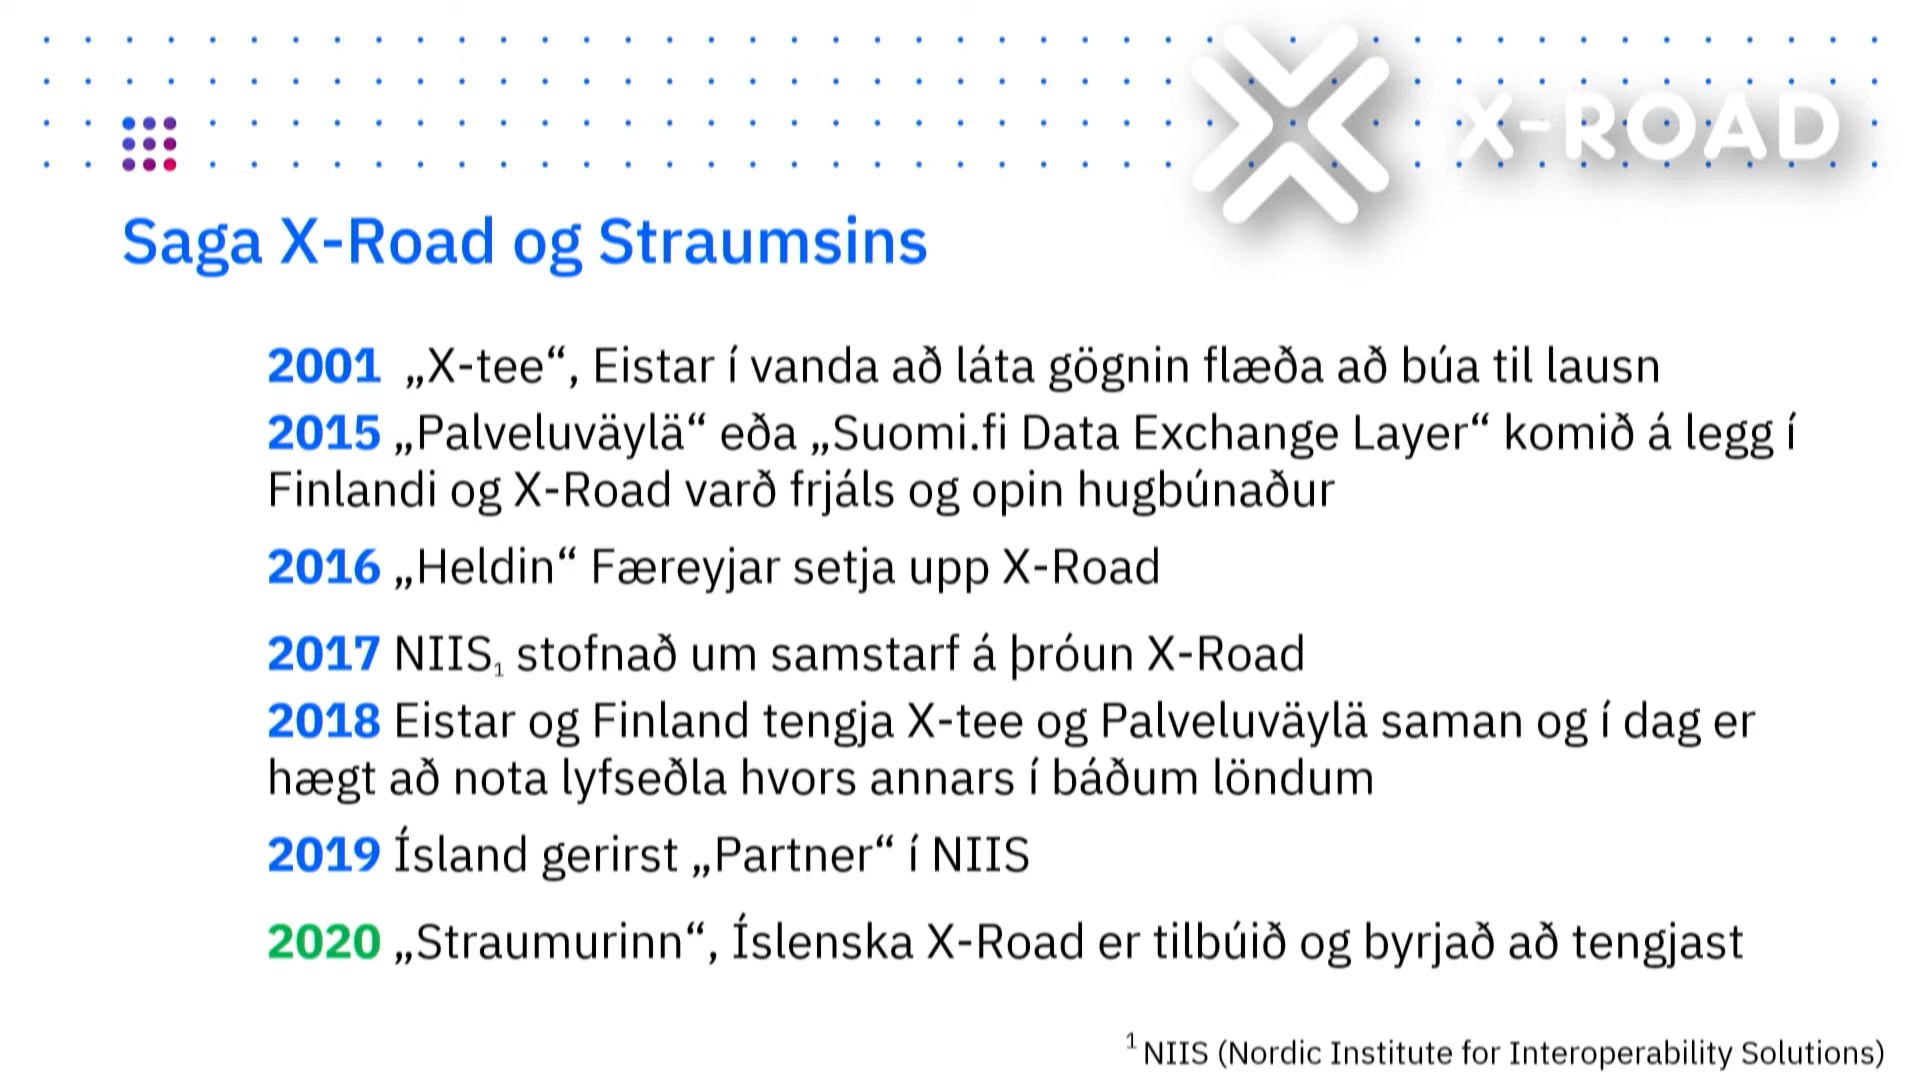 X-ROAD
Saga X-Road og Straumsins
2001 „X-tee“, Eistar í vanda að láta gögnin flæða að búa til lausn
2015 „Palveluväylä“ eða „Suomi.fi Data Exchange Layer“ komið á legg í
Finlandi og X-Road varð frjáls og opin hugbúnaður
2016 „Heldin“ Færeyjar setja upp X-Road
2017 NIIS₁ stofnað um samstarf á þróun X-Road
2018 Eistar og Finland tengja X-tee og Palveluväylä saman og í dag er
hægt að nota lyfseðla hvors annars í báðum löndum
2019 Ísland gerirst „Partner“ í NIIS
2020 „Straumurinn“, Íslenska X-Road er tilbúið og byrjað að tengjast
¹ NIIS (Nordic Institute for Interoperability Solutions)